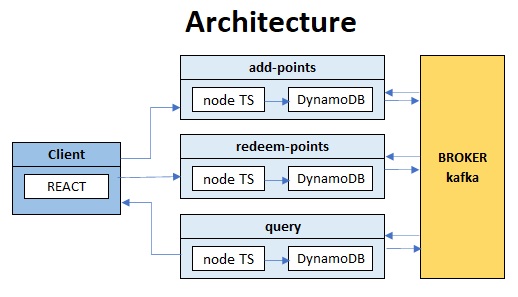 Architecture
add-points
node TS
DynamoDB
Client
REACT
redeem-points
node TS
DynamoDB
query
node TS
DynamoDB
BROKER
kafka